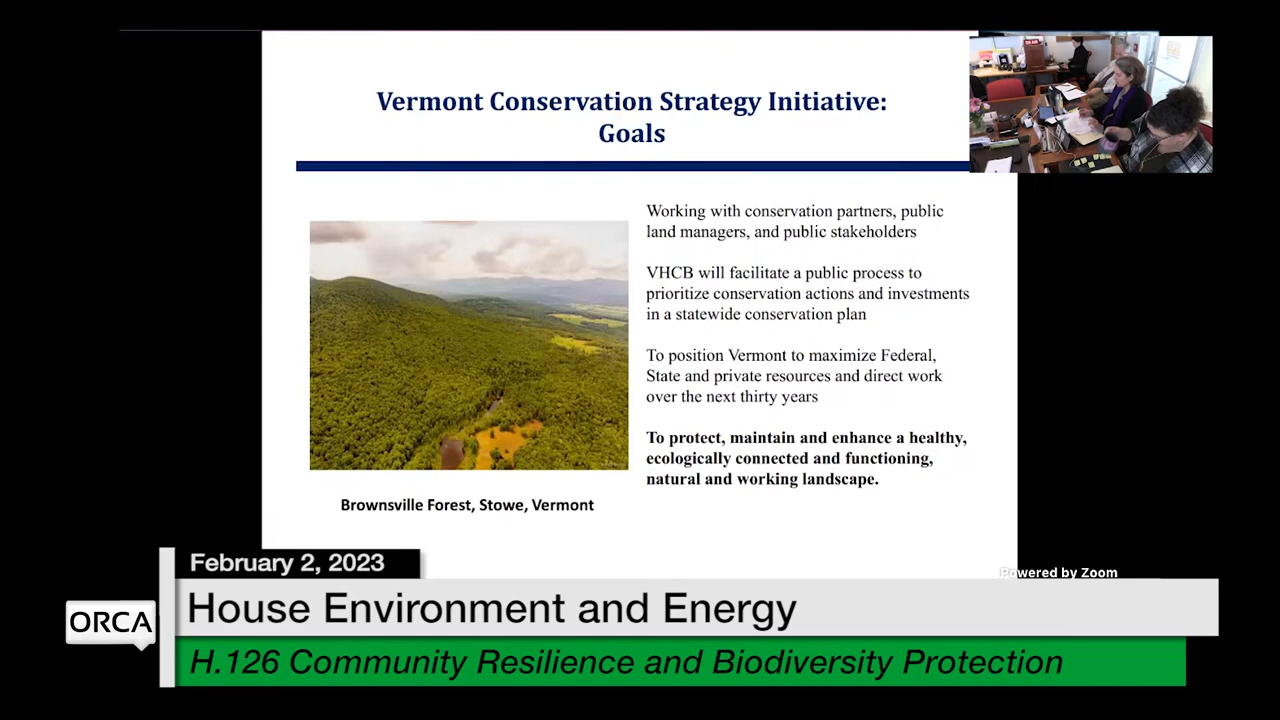 Vermont Conservation Strategy Initiative:
Goals
Working with conservation partners, public
land managers, and public stakeholders
VHCB will facilitate a public process to
prioritize conservation actions and investments
in a statewide conservation plan
To position Vermont to maximize Federal,
State and private resources and direct work
over the next thirty years
To protect, maintain and enhance a healthy,
ecologically connected and functioning,
natural and working landscape.
Brownsville Forest, Stowe, Vermont
Powered by Zoom
February 2, 2023
House Environment and Energy
ORCA
H.126 Community Resilience and Biodiversity Protection